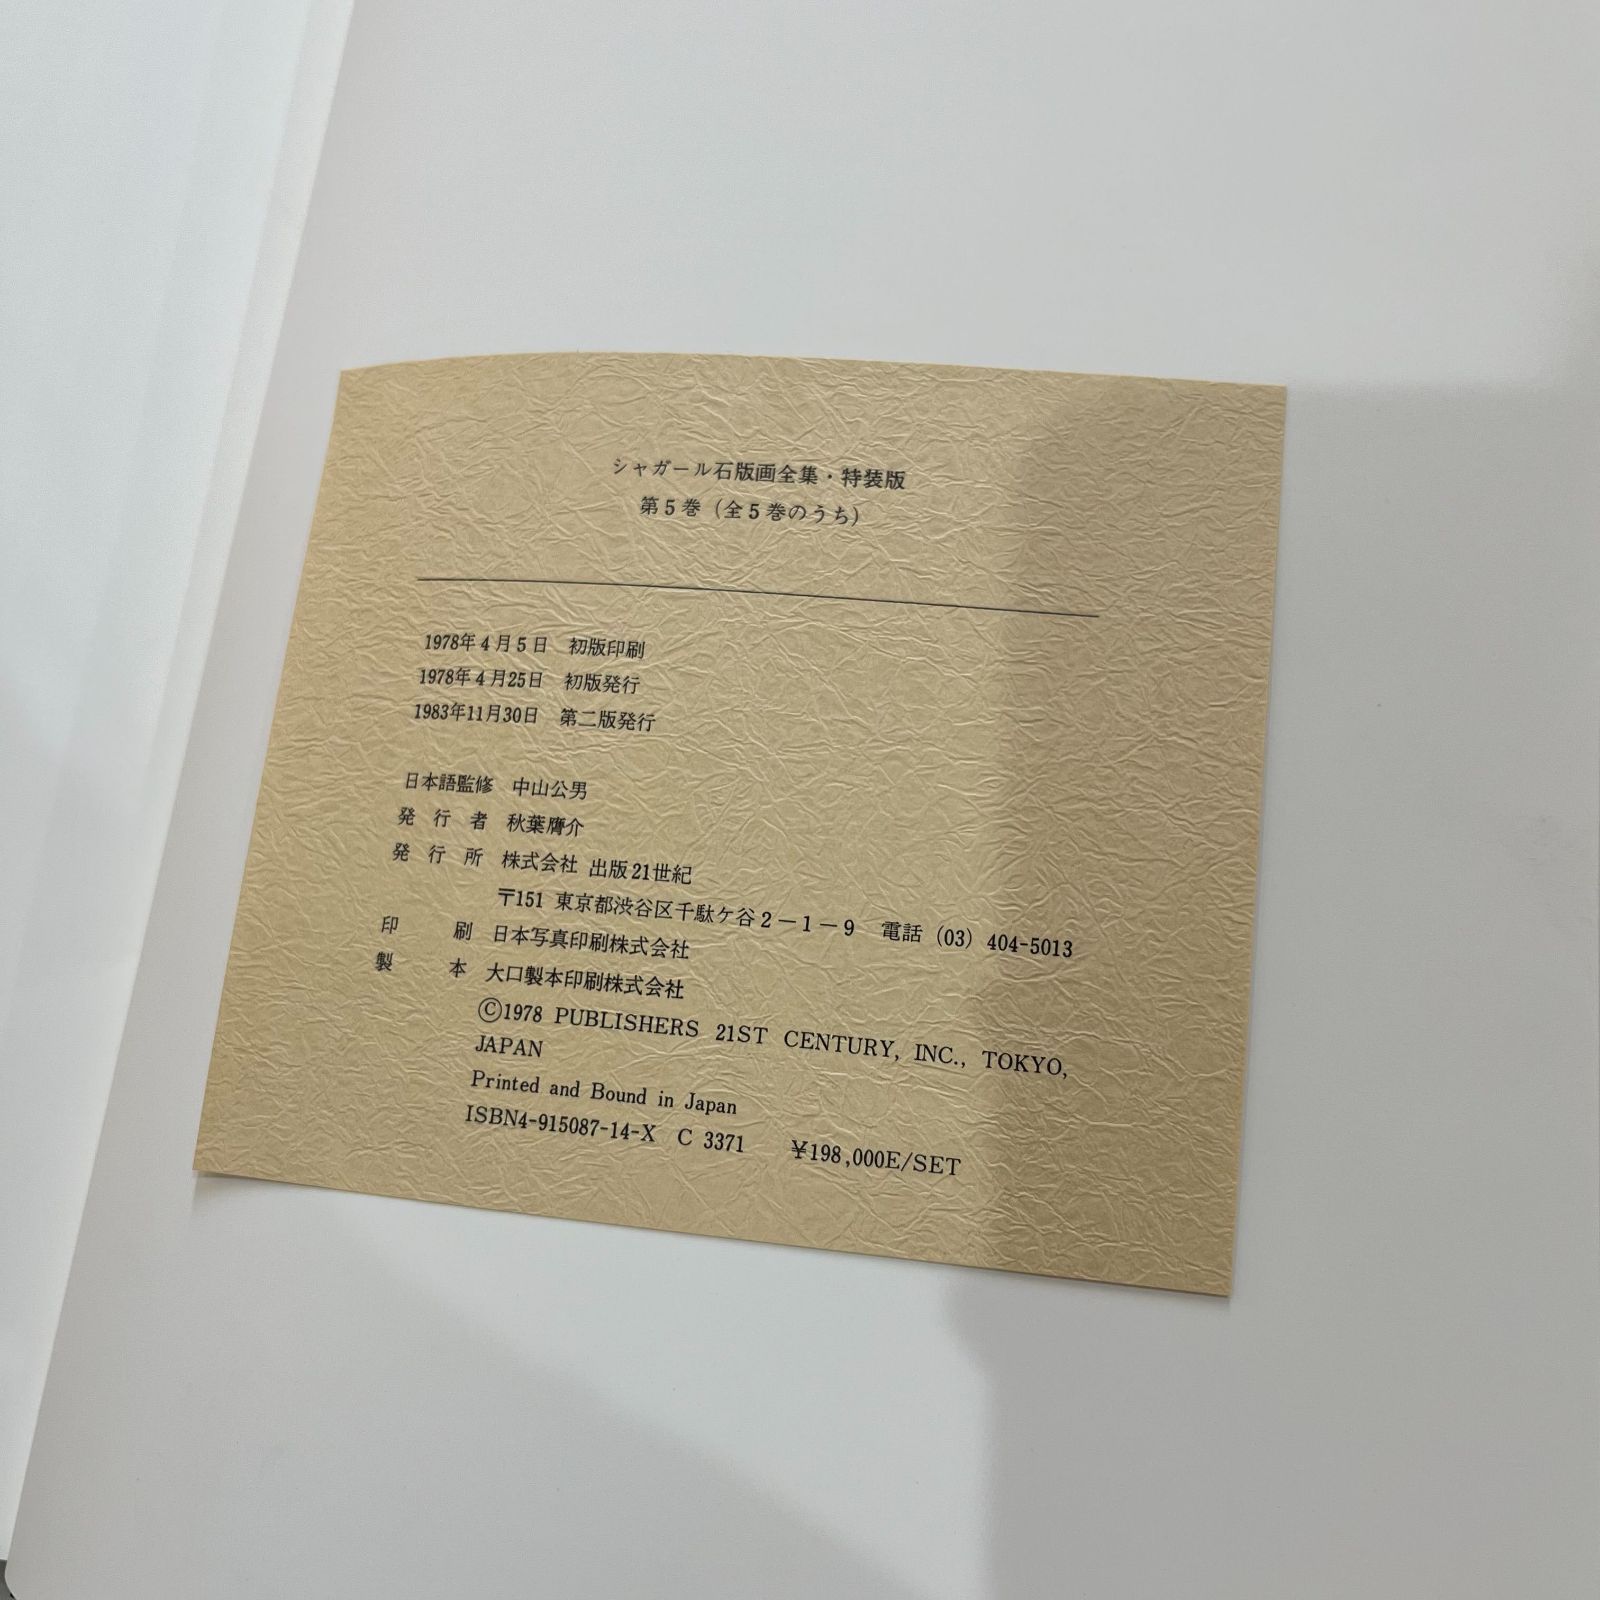 シャガール石版画全集・特装版
第5巻(全5巻のうち)
1978年4月5日 初版印刷
1978年4月25日 初版発行
1983年11月30日 第二版発行
日本語監修 中山公男
発行者 秋葉膺介
発行所 株式会社 出版21世紀
〒151 東京都渋谷区千駄ケ谷2-1-9 電話 (03) 404-5013
印刷 日本写真印刷株式会社
製本 大口製本印刷株式会社
©1978 PUBLISHERS 21ST CENTURY, INC., TOKYO,
JAPAN
Printed and Bound in Japan
ISBN4-915087-14-X C 3371 ¥198,000E/SET